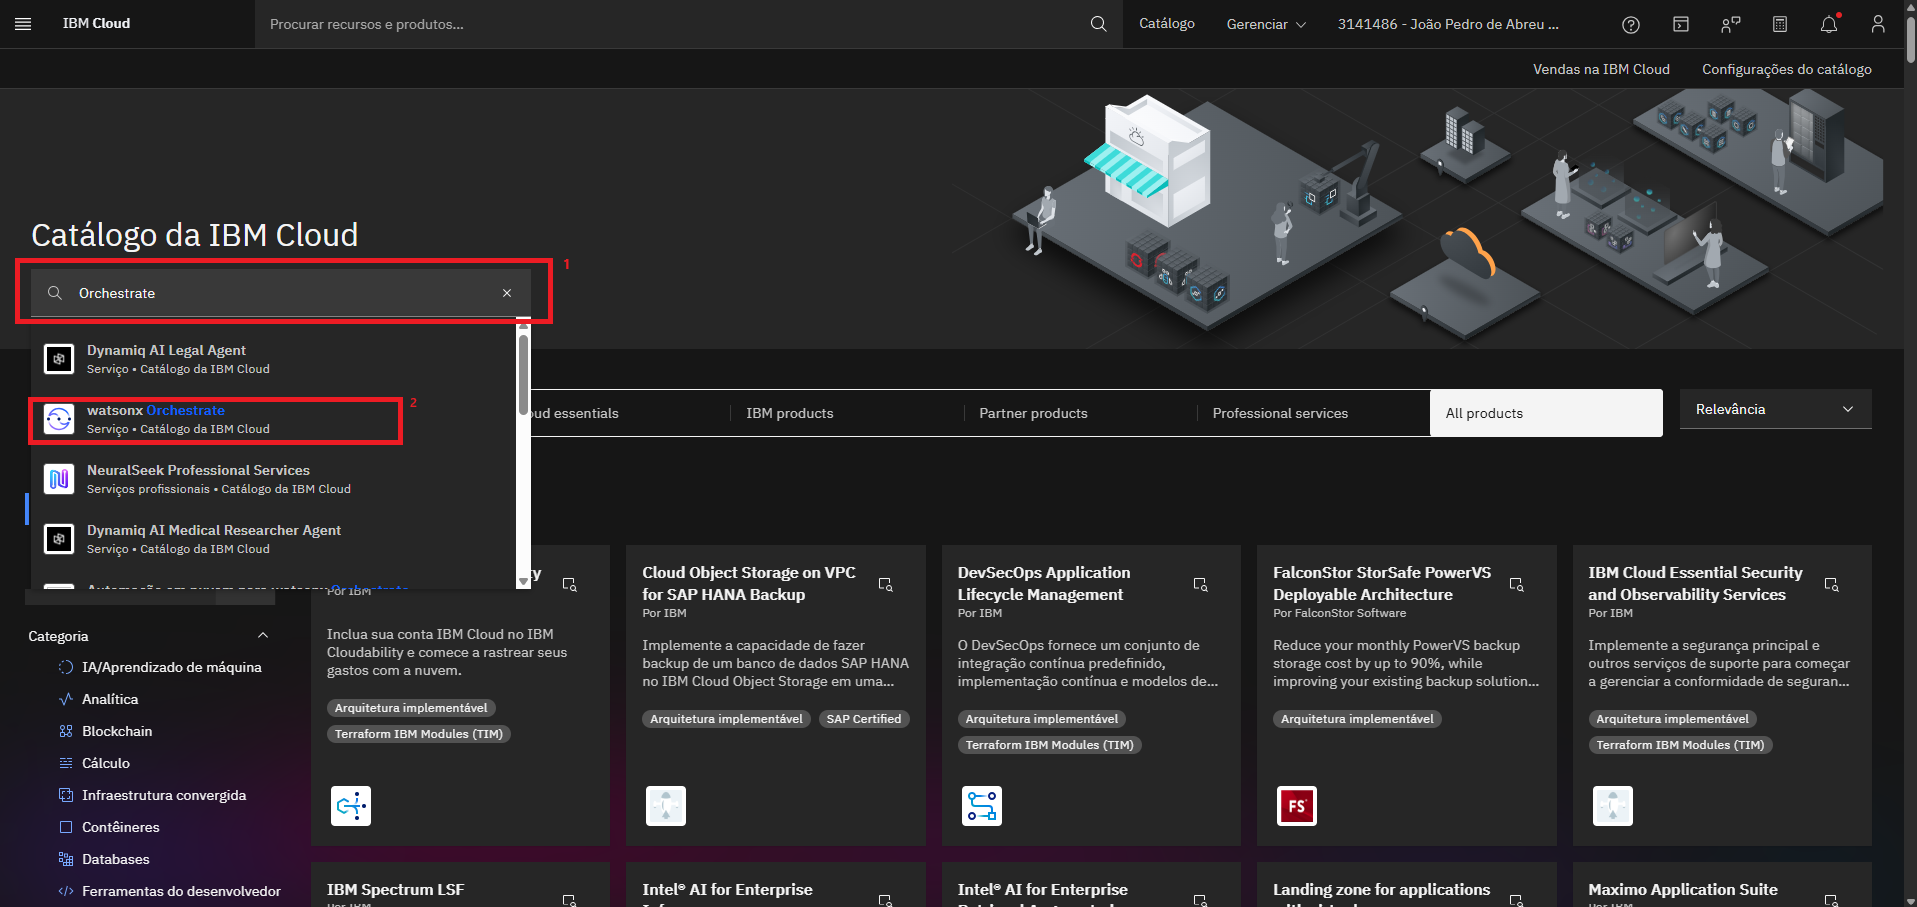 IBM Cloud
Procurar recursos e produtos...
Catálogo
Gerenciar
3141486 - João Pedro de Abreu ...
Vendas na IBM Cloud
Configurações do catálogo
Catálogo da IBM Cloud
1
Orchestrate
Dynamiq AI Legal Agent
Serviço • Catálogo da IBM Cloud
2
watsonx Orchestrate
Serviço • Catálogo da IBM Cloud
NeuralSeek Professional Services
Serviços profissionais • Catálogo da IBM Cloud
Dynamiq AI Medical Researcher Agent
Serviço • Catálogo da IBM Cloud
Automação em nuvem para watsonx Orchestrate
essentials
IBM products
Partner products
Professional services
All products
Relevância
Categoria
IA/Aprendizado de máquina
Analítica
Blockchain
Cálculo
Infraestrutura convergida
Contêineres
Databases
Ferramentas do desenvolvedor
Por IBM
Inclua sua conta IBM Cloud no IBM
Cloudability e comece a rastrear seus
gastos com a nuvem.
Arquitetura implementável
Terraform IBM Modules (TIM)
Cloud Object Storage on VPC
for SAP HANA Backup
Por IBM
Implemente a capacidade de fazer
backup de um banco de dados SAP HANA
no IBM Cloud Object Storage em uma...
Arquitetura implementável
SAP Certified
DevSecOps Application
Lifecycle Management
Por IBM
O DevSecOps fornece um conjunto de
integração contínua predefinido,
implementação contínua e modelos de...
Arquitetura implementável
Terraform IBM Modules (TIM)
FalconStor StorSafe PowerVS
Deployable Architecture
Por FalconStor Software
Reduce your monthly PowerVS backup
storage cost by up to 90%, while
improving your existing backup solution...
Arquitetura implementável
FS
IBM Cloud Essential Security
and Observability Services
Por IBM
Implemente a segurança principal e
outros serviços de suporte para começar
a gerenciar a conformidade de seguran...
Arquitetura implementável
Terraform IBM Modules (TIM)
IBM Spectrum LSF
Por IBM
Intel® AI for Enterprise
Intel® AI for Enterprise
Landing zone for applications
Maximo Application Suite
Por IBM